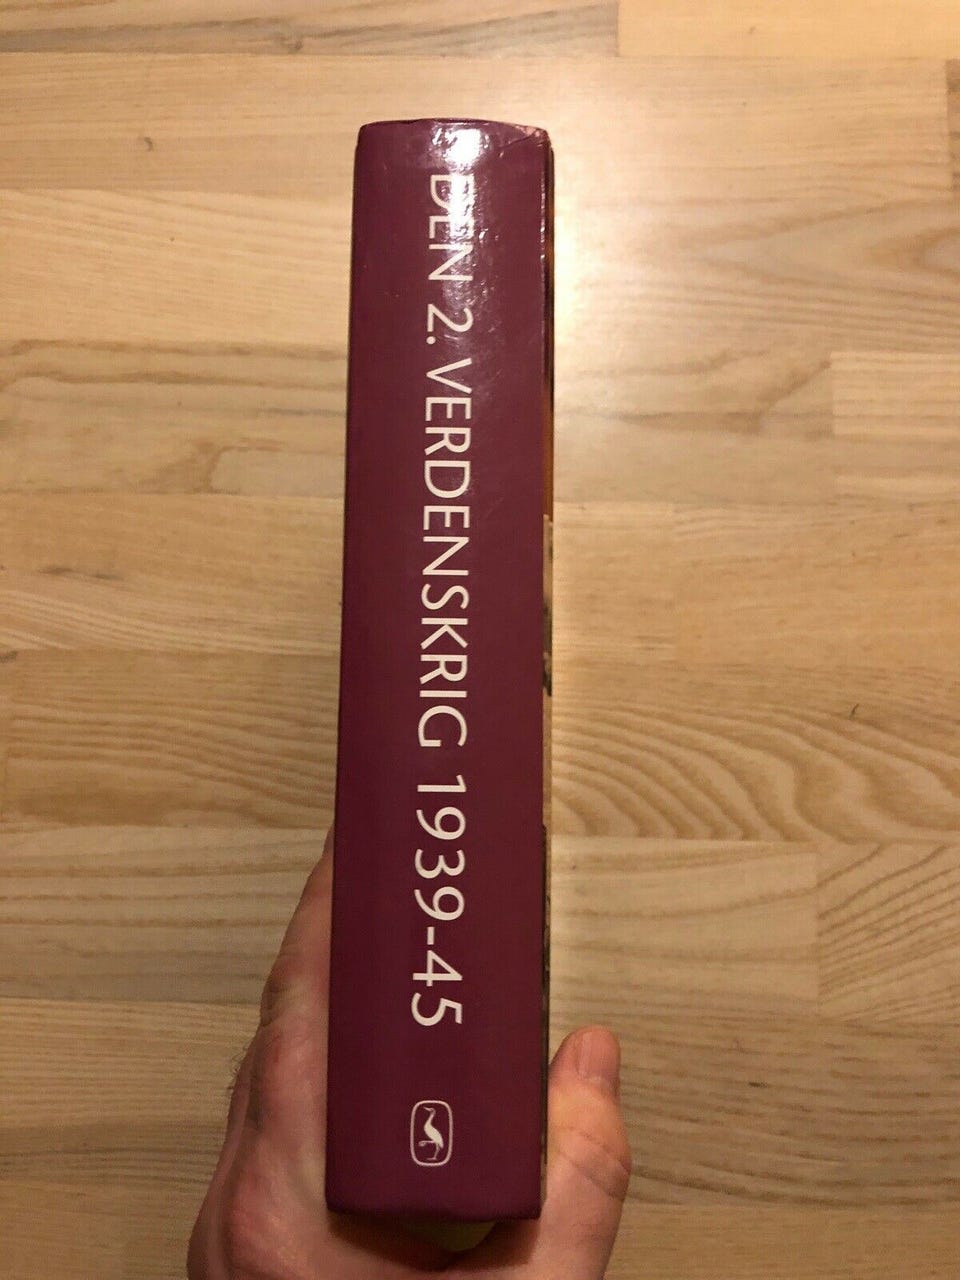 DEN 2. VERDENSKRIG 1939-45